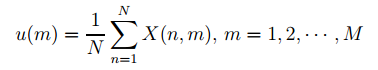 u(m) = \frac{1}{N} \sum_{n=1}^{N} X(n, m), m = 1, 2, \cdots, M